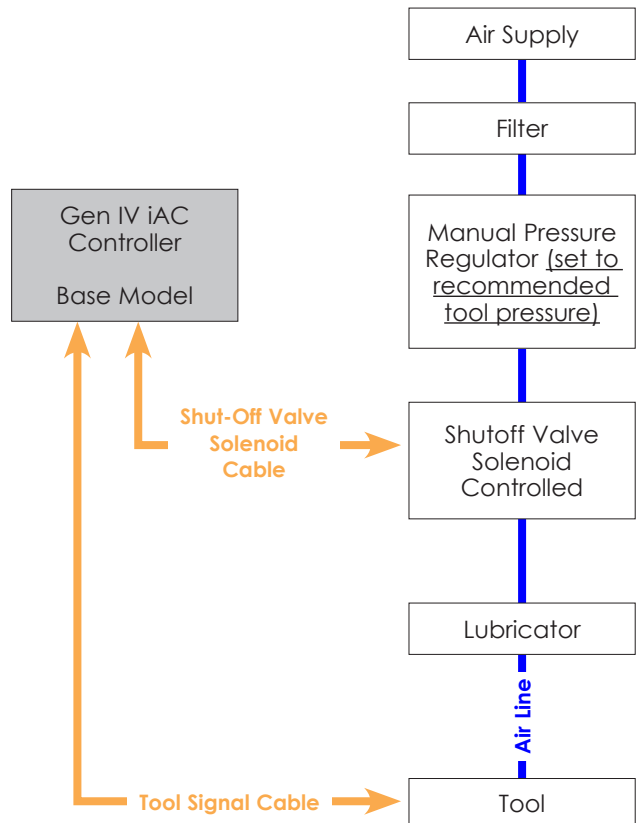 Air Supply
Filter
Gen IV iAC
Controller
Base Model
Manual Pressure
Regulator (set to
recommended
tool pressure)
Shut-Off Valve
Solenoid
Cable
Shutoff Valve
Solenoid
Controlled
Lubricator
Air Line
Tool Signal Cable
Tool